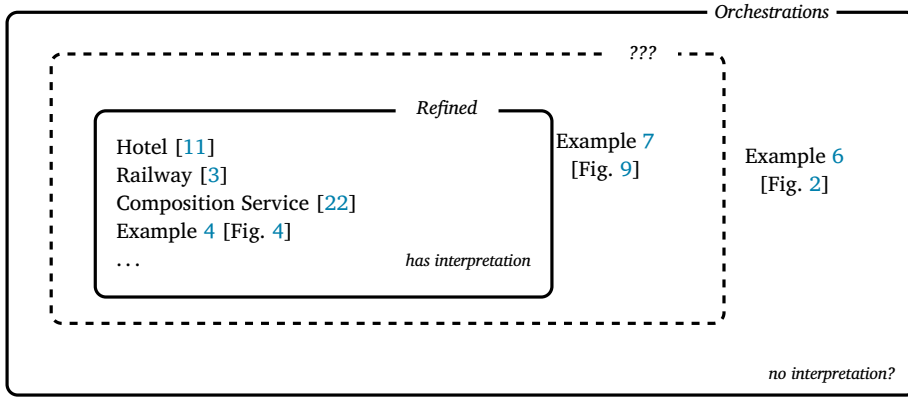 Orchestrations
???
Refined
Hotel [11]
Railway [3]
Composition Service [22]
Example 4 [Fig. 4]
...
has interpretation
Example 7
[Fig. 9]
Example 6
[Fig. 2]
no interpretation?